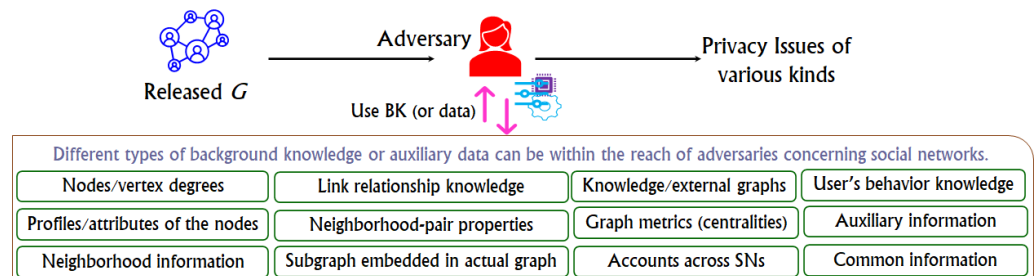 Adversary
Privacy Issues of
various kinds
Released G
Use BK (or data)
Different types of background knowledge or auxiliary data can be within the reach of adversaries concerning social networks.
Nodes/vertex degrees
Link relationship knowledge
Knowledge/external graphs
User's behavior knowledge
Profiles/attributes of the nodes
Neighborhood-pair properties
Graph metrics (centralities)
Auxiliary information
Neighborhood information
Subgraph embedded in actual graph
Accounts across SNs
Common information